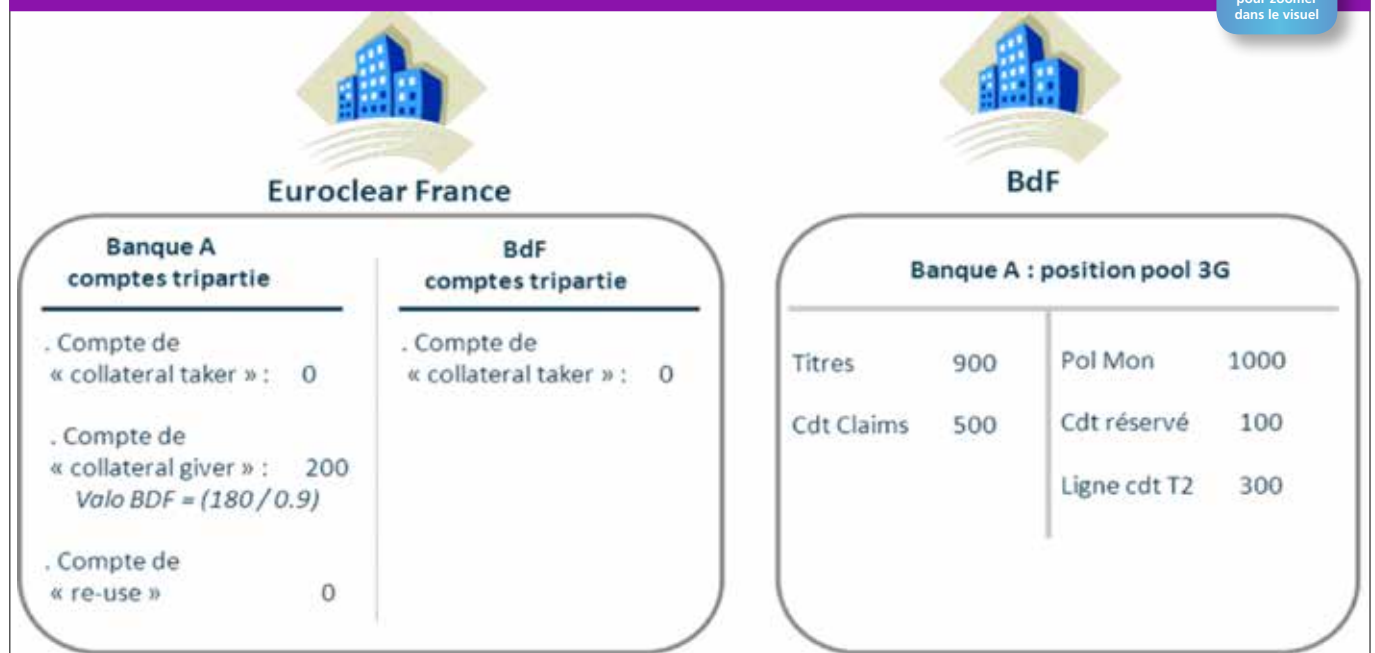 pour zoomer
dans le visuel
Euroclear France
Banque A
comptes tripartie
. Compte de
« collateral taker » : 0
. Compte de
« collateral giver » : 200
Valo BDF = (180 / 0.9)
. Compte de
« re-use » 0
BdF
comptes tripartie
. Compte de
« collateral taker » : 0
BdF
Banque A : position pool 3G
Titres 900
Cdt Claims 500
Pol Mon 1000
Cdt réservé 100
Ligne cdt T2 300